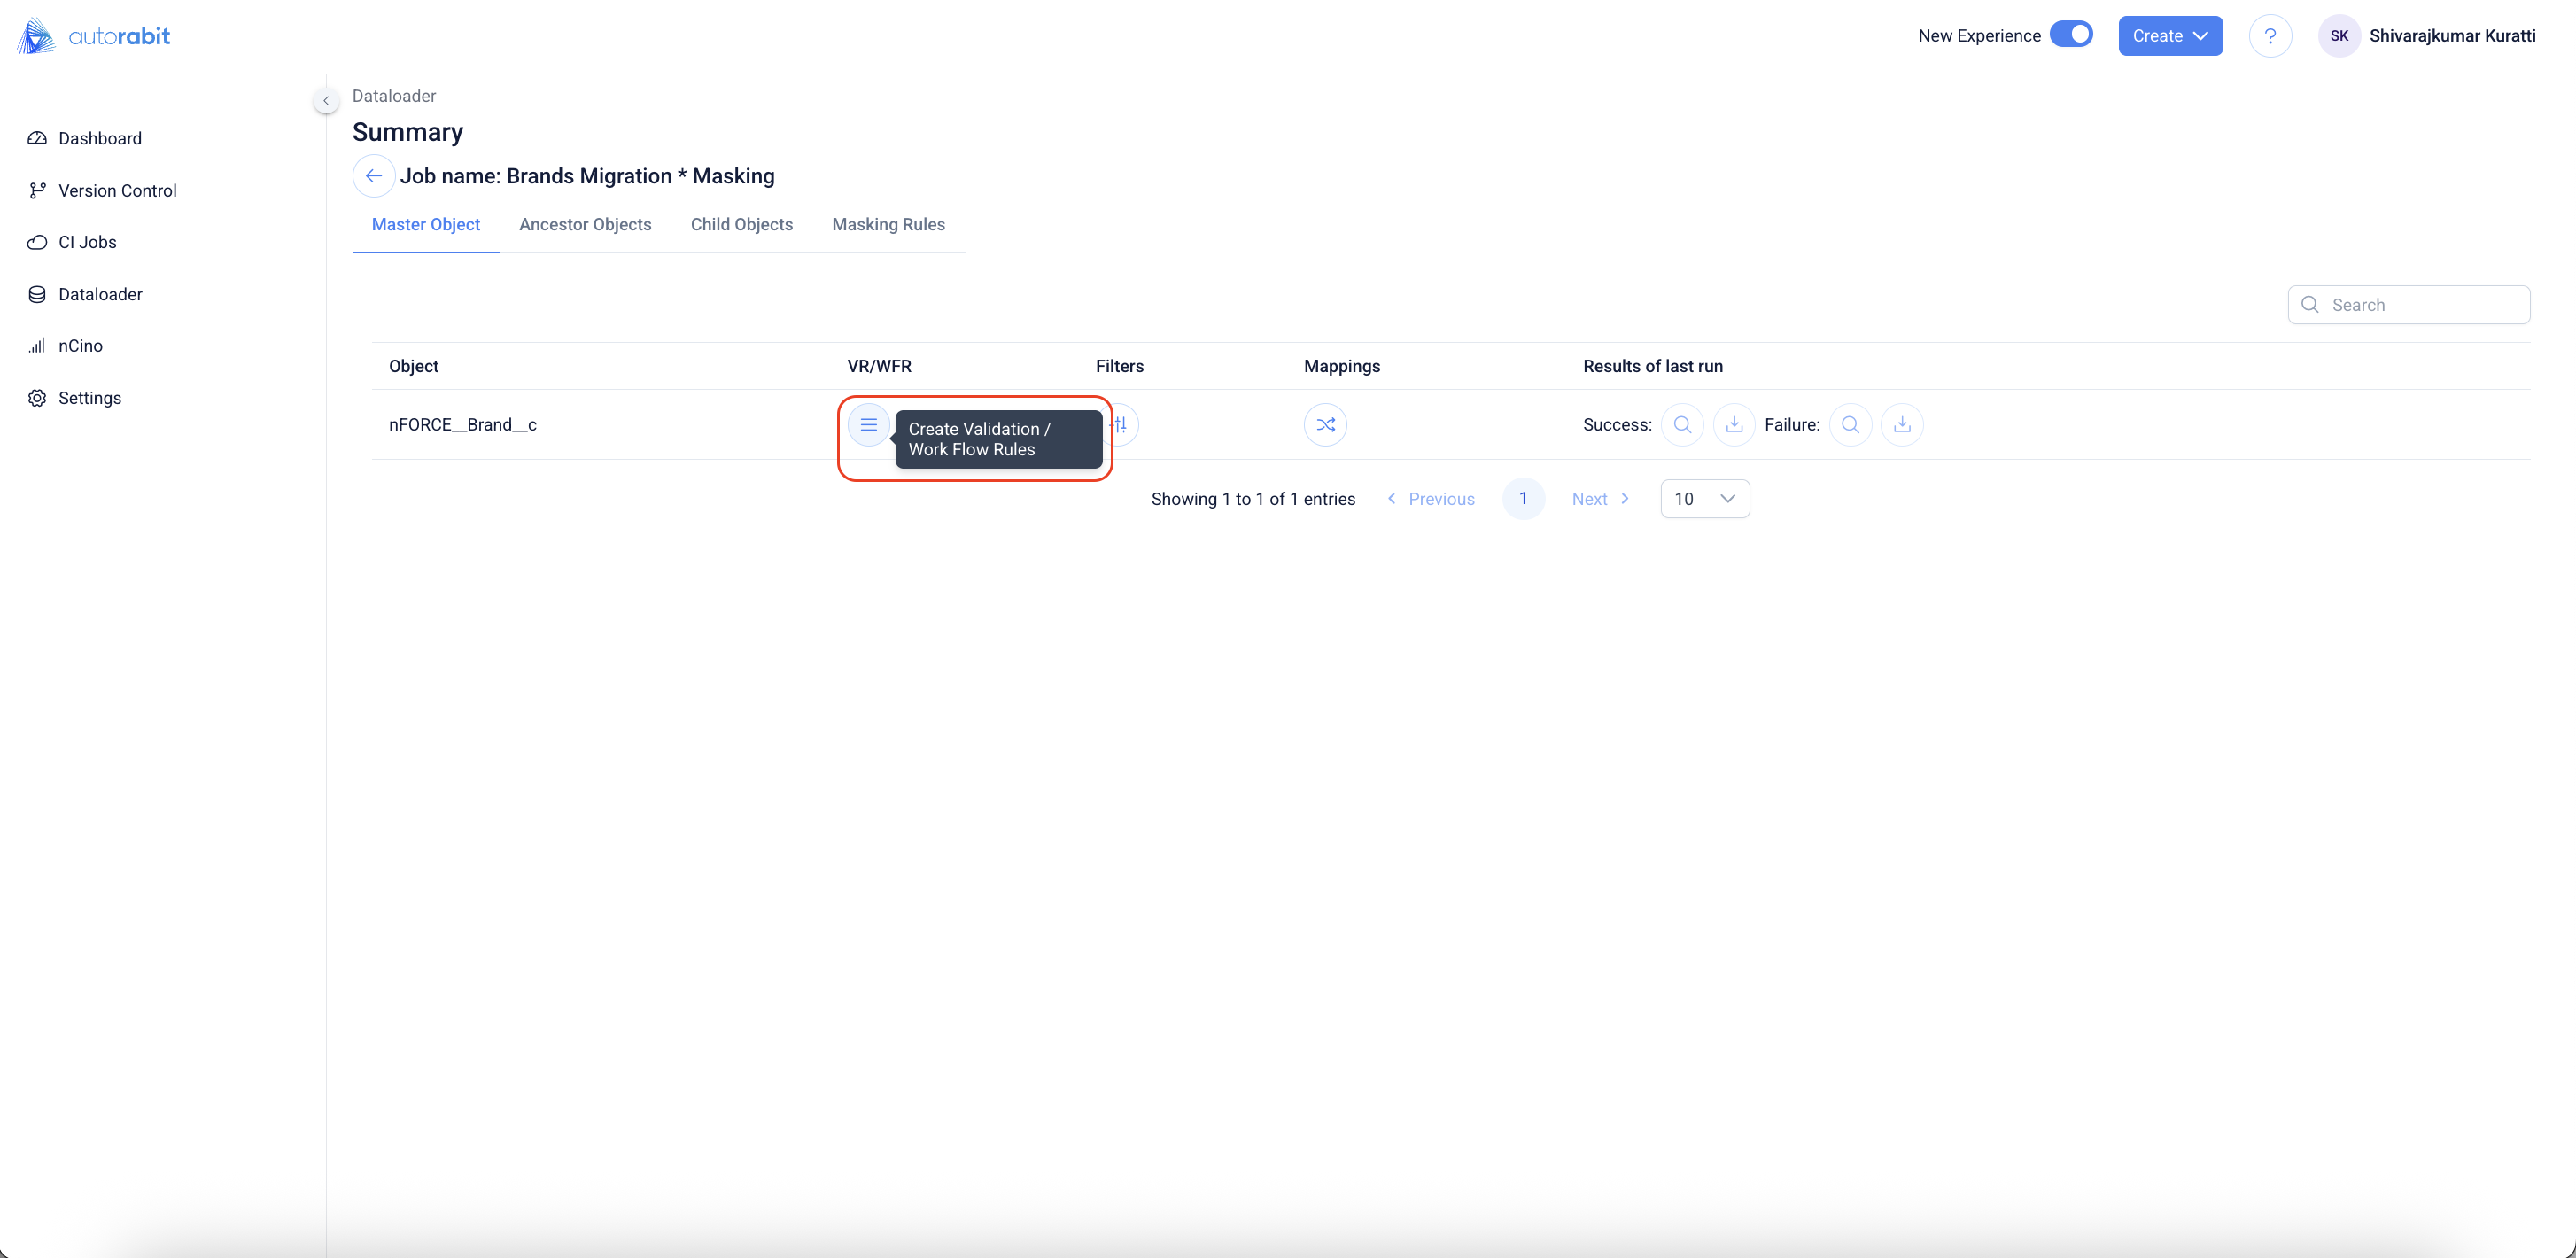 autorabit
New Experience
Create
?
SK
Shivarajkumar Kuratti
Dashboard
Version Control
CI Jobs
Dataloader
nCino
Settings
Dataloader
Summary
Job name: Brands Migration * Masking
Master Object Ancestor Objects Child Objects Masking Rules
Search
Object VR/WFR Filters Mappings Results of last run
nFORCE__Brand__c
Create Validation /
Work Flow Rules
Success: Failure:
Showing 1 to 1 of 1 entries Previous 1 Next 10